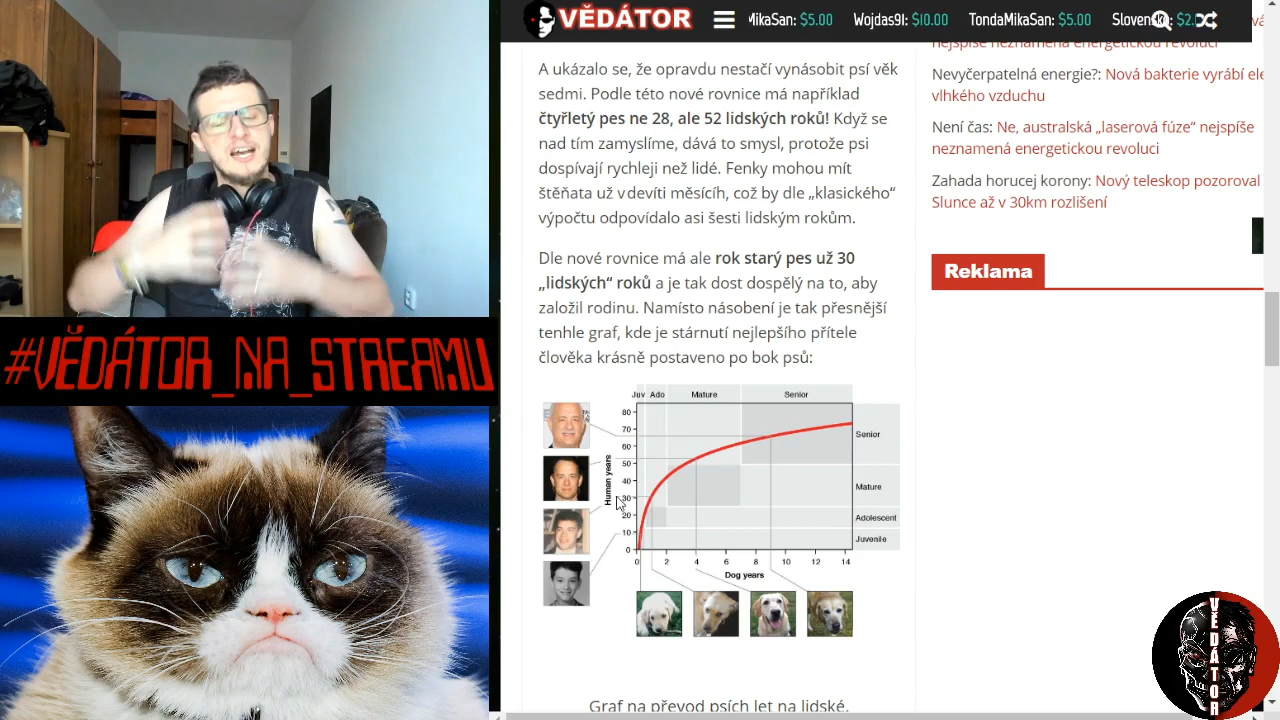 VĚDÁTOR
MikaSan: $5.00 Wojdas9I: $10.00 TondaMikaSan: $5.00
A ukázalo se, že opravdu nestačí vynásobit psí věk
sedmi. Podle této nové rovnice má například
čtyřletý pes ne 28, ale 52 lidských roků! Když se
nad tím zamyslíme, dává to smysl, protože psi
dospívají rychleji než lidé. Fenky mohou mít
štěňata už v devíti měsících, což by dle „klasického“
výpočtu odpovídalo asi šesti lidským rokům.
Dle nové rovnice má ale rok starý pes už 30
„lidských“ roků a je tak dost dospělý na to, aby
založil rodinu. Namísto násobení je tak přesnější
tenhle graf, kde je stárnutí nejlepšího přítele
člověka krásně postaveno po bok psů:
Juv Ado Mature Senior
80
70
60
50
40
30
20
10
0
Human years
Senior
Mature
Adolescent
Juvenile
0 2 4 6 8 10 12 14
Dog years
Graf na převod psích let na lidské.
nejspíše neznamená energetickou revoluci
Nevyčerpatelná energie?: Nová bakterie vyrábí ele
vlhkého vzduchu
Není čas: Ne, australská „laserová fúze“ nejspíše
neznamená energetickou revoluci
Zahada horucej korony: Nový teleskop pozoroval
Slunce až v 30km rozlišení
Reklama
#VĚDÁTOR_NA_STREAMU
VĚDÁTOR